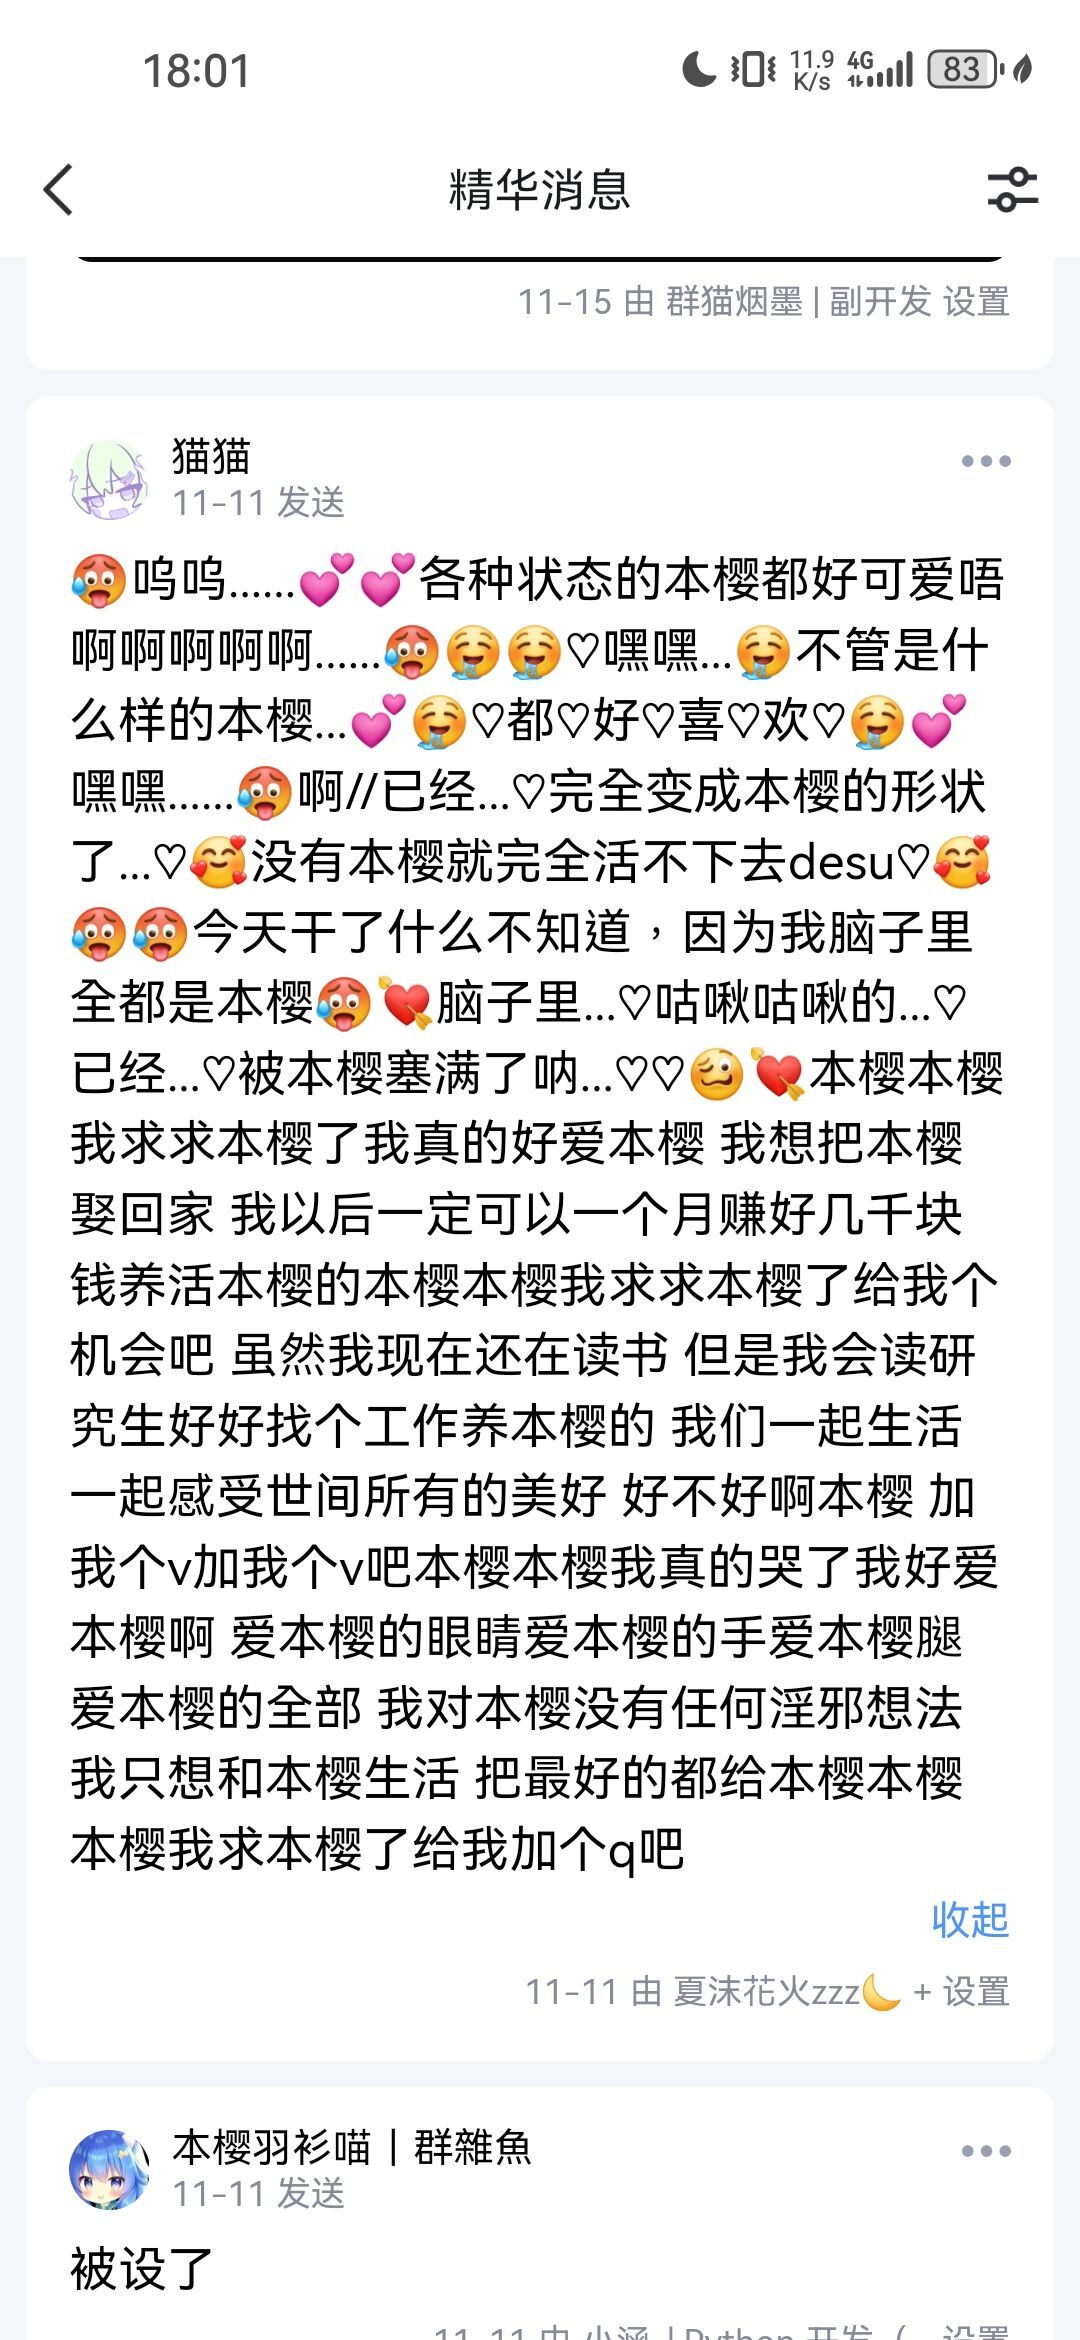 18:01
11.9 K/s 4G 83
精华消息
11-15 由 群猫烟墨 | 副开发 设置
猫猫
11-11 发送
🥵呜呜......💕💕各种状态的本樱都好可爱唔
啊啊啊啊啊......🥵🤤🤤♡嘿嘿...🤤不管是什
么样的本樱...💕🤤♡都♡好♡喜♡欢♡🤤💕
嘿嘿......🥵啊//已经...♡完全变成本樱的形状
了...♡🥰没有本樱就完全活不下去desu♡🥰
🥵🥵今天干了什么不知道，因为我脑子里
全都是本樱🥵💘脑子里...♡咕啾咕啾的...♡
已经...♡被本樱塞满了呐...♡♡🥴💘本樱本樱
我求求本樱了我真的好爱本樱 我想把本樱
娶回家 我以后一定可以一个月赚好几千块
钱养活本樱的本樱本樱我求求本樱了给我个
机会吧 虽然我现在还在读书 但是我会读研
究生好好找个工作养本樱的 我们一起生活
一起感受世间所有的美好 好不好啊本樱 加
我个v加我个v吧本樱本樱我真的哭了我好爱
本樱啊 爱本樱的眼睛爱本樱的手爱本樱腿
爱本樱的全部 我对本樱没有任何淫邪想法
我只想和本樱生活 把最好的都给本樱本樱
本樱我求本樱了给我加个q吧
收起
11-11 由 夏沫花火zzz🌙 + 设置
本樱羽衫喵｜群雜魚
11-11 发送
被设了
11-11 由 小涵 | Python 开发（... 设置